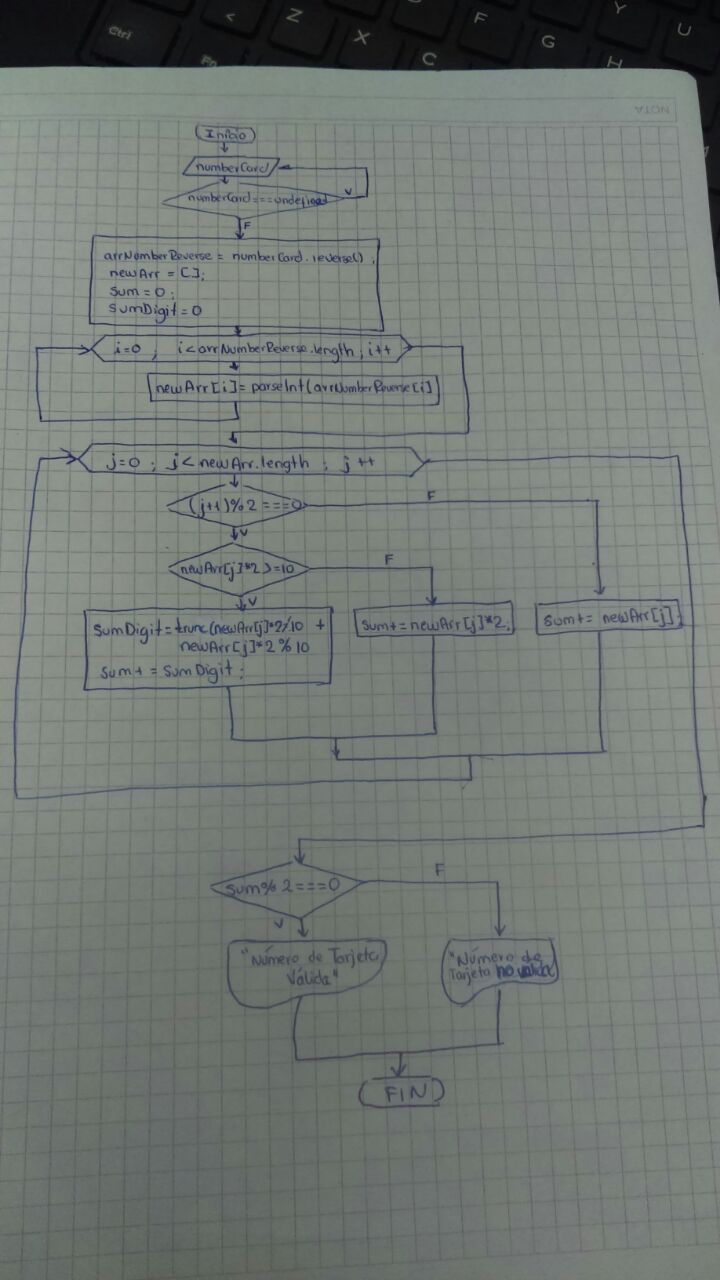 Ctrl
Fn
<
Z
X
C
F
G
H
Y
U
NOTA
Inicio
numberCard
numberCard===undefined
V
F
arrNumberReverse = numberCard.reverse();
newArr = [];
Sum = 0;
SumDigit = 0
i=0 ; i<arrNumberReverse.length ; i++
newArr[i]= parseInt(arrNumberReverse[i]
j=0 ; j<newArr.length ; j++
(j+1)%2===0
F
V
newArr[j]*2>=10
F
V
SumDigit=trunc(newArr[j]*2/10 +
newArr[j]*2%10
Sum+=SumDigit;
sum+=newArr[j]*2;
sum+= newArr[j]
Sum%2===0
F
V
"Número de Tarjeta
Válida"
"Número de
Tarjeta no valida
FIN